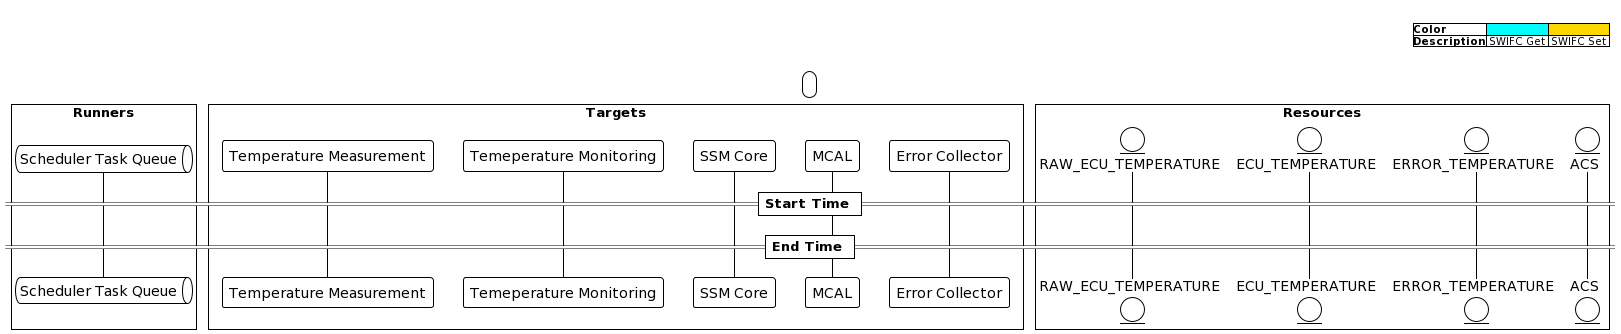 Color
Description SWIFC Get SWIFC Set
Runners Targets Resources
Scheduler Task Queue Temperature Measurement Temeperature Monitoring SSM Core MCAL Error Collector RAW_ECU_TEMPERATURE ECU_TEMPERATURE ERROR_TEMPERATURE ACS
Start Time
End Time
Scheduler Task Queue Temperature Measurement Temeperature Monitoring SSM Core MCAL Error Collector RAW_ECU_TEMPERATURE ECU_TEMPERATURE ERROR_TEMPERATURE ACS